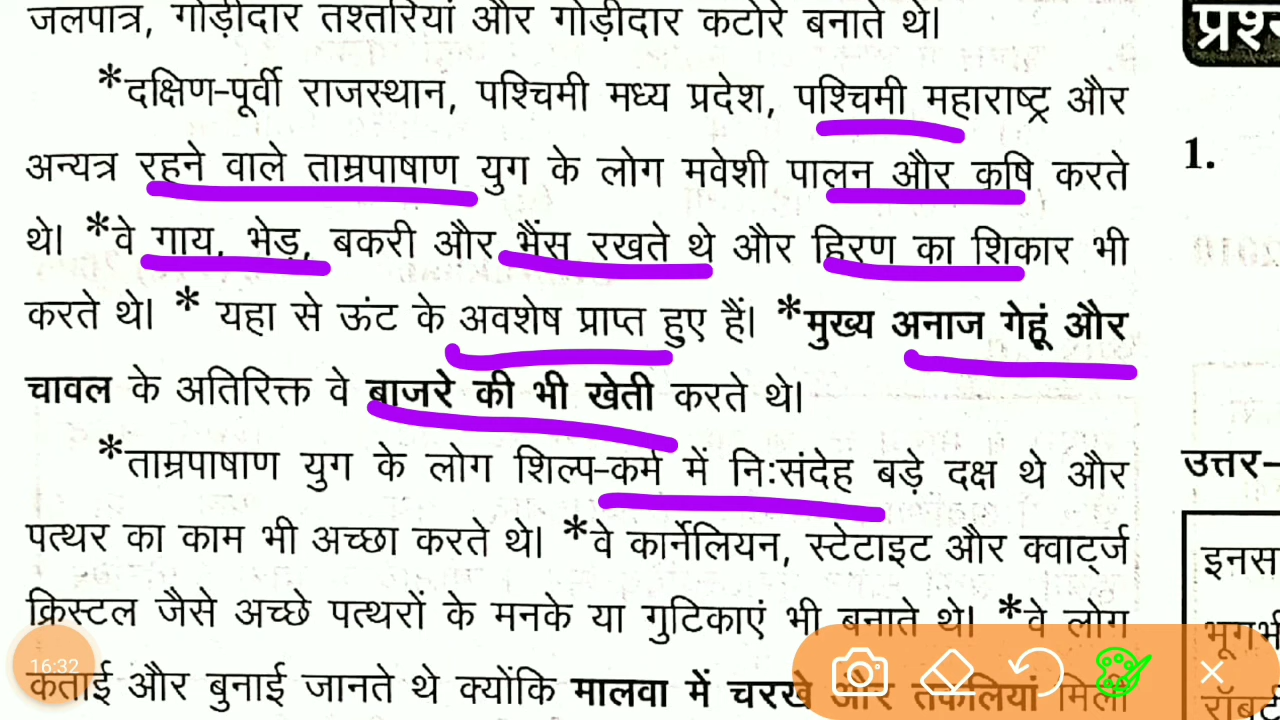 जलपात्र, गोड़ीदार तश्तरियां और गोड़ीदार कटोरे बनाते थे।
*दक्षिण-पूर्वी राजस्थान, पश्चिमी मध्य प्रदेश, पश्चिमी महाराष्ट्र और
अन्यत्र रहने वाले ताम्रपाषाण युग के लोग मवेशी पालन और कृषि करते
थे। *वे गाय, भेड़, बकरी और भैंस रखते थे और हिरण का शिकार भी
करते थे। * यहा से ऊंट के अवशेष प्राप्त हुए हैं। *मुख्य अनाज गेहूं और
चावल के अतिरिक्त वे बाजरे की भी खेती करते थे।
*ताम्रपाषाण युग के लोग शिल्प-कर्म में नि:संदेह बड़े दक्ष थे और
पत्थर का काम भी अच्छा करते थे। *वे कार्नेलियन, स्टेटाइट और क्वार्ट्ज
क्रिस्टल जैसे अच्छे पत्थरों के मनके या गुटिकाएं भी बनाते थे। *वे लोग
कताई और बुनाई जानते थे क्योंकि मालवा में चरखे और तकलियां मिली
16:32
1.
उत्तर-